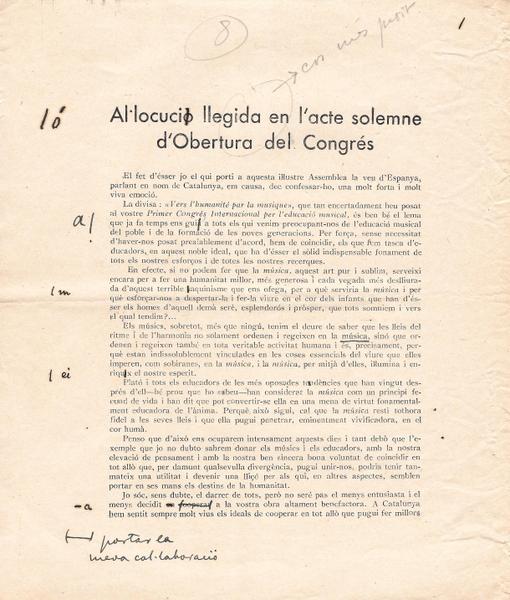 8
→ cos més petit
1
/ó
Al·locució llegida en l'acte solemne
d'Obertura del Congrés
El fet d'ésser jo el qui porti a aquesta illustre Assemblea la veu d'Espanya,
parlant en nom de Catalunya, em causa, dec confessar-ho, una molt forta i molt
viva emoció.
La divisa : «Vers l'humanité par la musique», que tan encertadament heu posat
al vostre Primer Congrés Internacional per l'educació musical, és ben bé el lema
a/
que ja fa temps ens guia a tots els qui venim preocupant-nos de l'educació musical
del poble i de la formació de les noves generacions. Per força, sense necessitat
d'haver-nos posat prealablement d'acord, hem de coincidir, els que fem tasca d'e-
ducadors, en aquest noble ideal, que ha d'ésser el sòlid indispensable fonament de
tots els nostres esforços i de totes les nostres recerques.
En efecte, si no podem fer que la música, aquest art pur i sublim, serveixi
encara per a fer una humanitat millor, més generosa i cada vegada més deslliura-
/m
d'aquest terrible maquinisme que ens ofega, per a què serviria la música i per
què esforçar-nos a despertar-la i fer-la viure en el cor dels infants que han d'és-
ser els homes d'aquell demà serè, esplendorós i pròsper, que tots somniem i vers
el qual tendim?...
Els músics, sobretot, més que ningú, tenim el deure de saber que les lleis del
ritme i de l'harmonia no solament ordenen i regeixen en la música, sinó que or-
denen i regeixen també en tota veritable activitat humana i és, precisament, per-
què estan indissolublement vinculades en les coses essencials del viure que elles
imperen, com sobiranes, en la música, i la música, per mitjà d'elles, illumina i en-
/ ei
riqueix el nostre esperit.
Plató i tots els educadors de les més oposades tendències que han vingut des-
prés d'ell—bé prou que ho sabeu—han considerat la música com un principi fe-
cund de vida i han dit que pot convertir-se ella en una mena de virtut fonamental-
ment educadora de l'ànima. Perquè això sigui, cal que la música resti tothora
fidel a les seves lleis i que ella pugui penetrar, eminentment vivificadora, en el
cor humà.
Penso que d'això ens ocuparem intensament aquests dies i tant debò que l'e-
xemple que jo no dubto sabrem donar els músics i els educadors, amb la nostra
elevació de pensament i amb la nostra ben sincera bona voluntat de coincidir en
tot allò que, per damunt qualsevulla divergència, pugui unir-nos, podria tenir tan-
mateix una utilitat i devenir una lliçó per als qui, en altres aspectes, semblen
portar en ses mans els destins de la humanitat.
Jo sóc, sens dubte, el darrer de tots, però no seré pas el menys entusiasta i el
-a
menys decidit a cooperar a la vostra obra altament benefactora. A Catalunya
hem sentit sempre molt vius els ideals de cooperar en tot allò que pugui fer millors
portar la
meva col·laboració